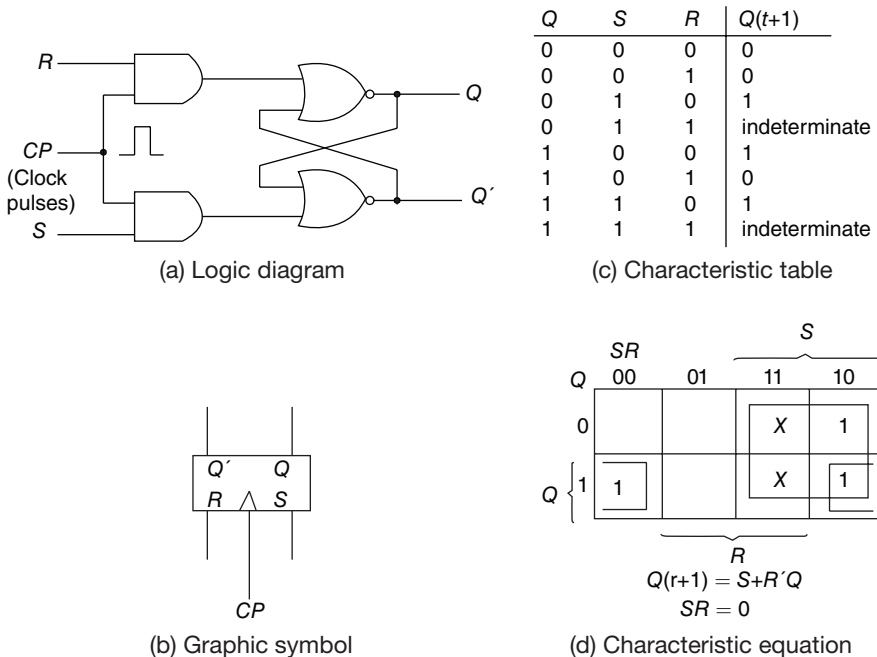 R
CP
(Clock
pulses)
S
Q
Q´
(a) Logic diagram
Q S R Q(t+1)
0 0 0 0
0 0 1 0
0 1 0 1
0 1 1 indeterminate
1 0 0 1
1 0 1 0
1 1 0 1
1 1 1 indeterminate
(c) Characteristic table
Q´ Q
R S
CP
(b) Graphic symbol
S
SR
Q 00 01 11 10
0 X 1
Q 1 1 X 1
R
Q(r+1) = S+R´Q
SR = 0
(d) Characteristic equation